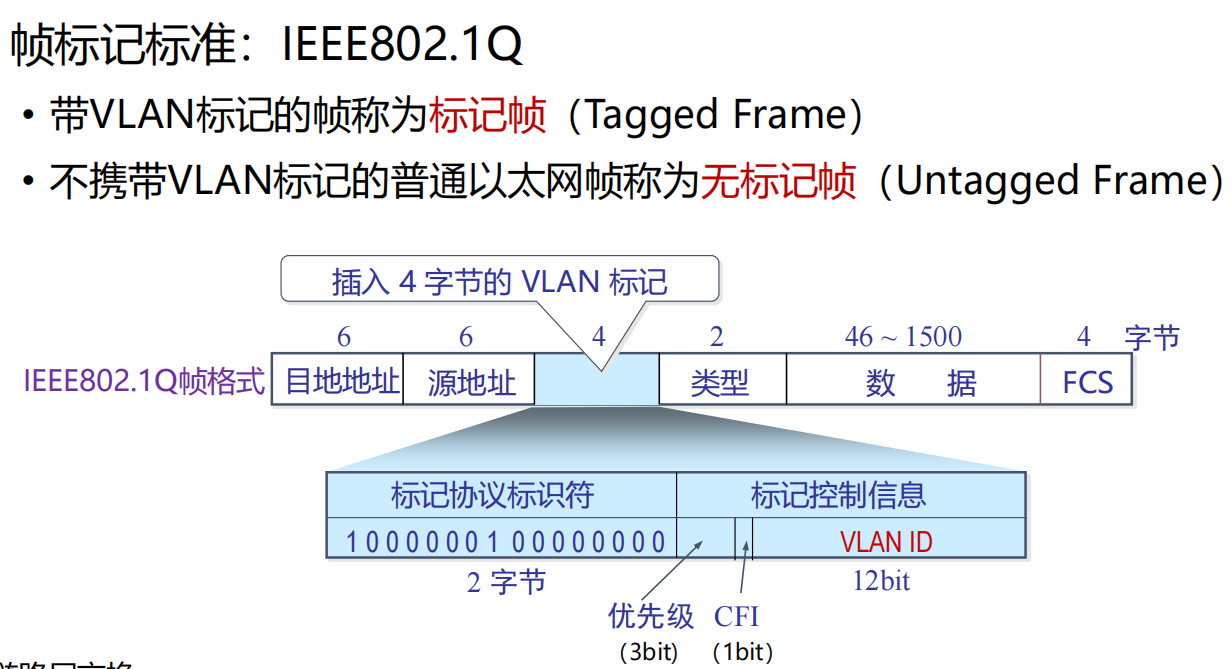 帧标记标准：IEEE802.1Q
• 带VLAN标记的帧称为标记帧（Tagged Frame）
• 不携带VLAN标记的普通以太网帧称为无标记帧（Untagged Frame）
插入 4 字节的 VLAN 标记
6 6 4 2 46 ~ 1500 4 字节
IEEE802.1Q帧格式 目地地址 源地址 类型 数 据 FCS
标记协议标识符 标记控制信息
1 0 0 0 0 0 0 1 0 0 0 0 0 0 0 0 VLAN ID
2 字节 12bit
优先级 CFI
（3bit） （1bit）